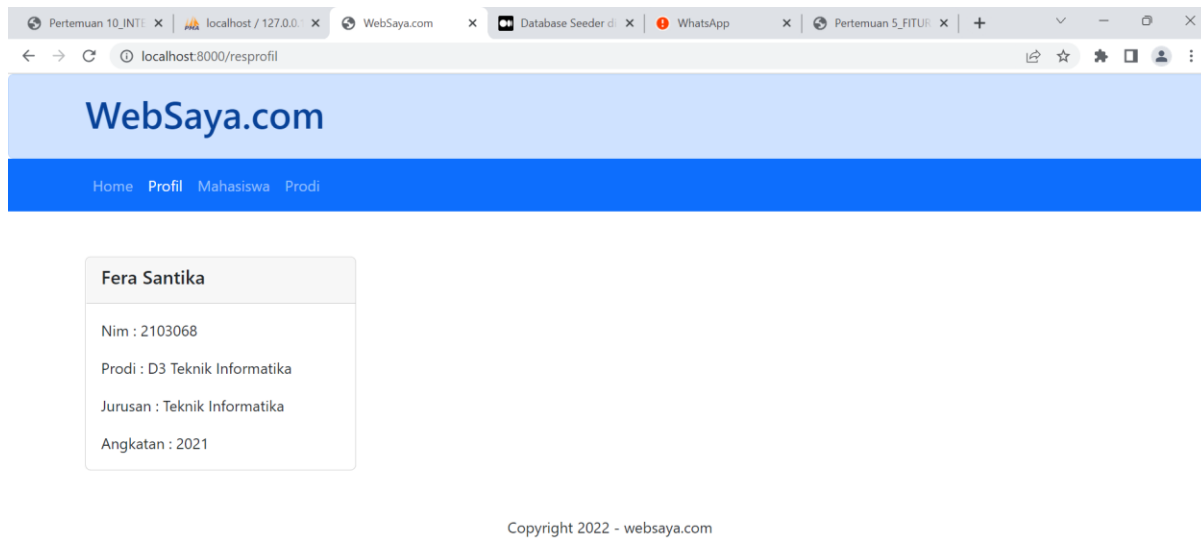 Pertemuan 10_INTE localhost / 127.0.0.1 WebSaya.com Database Seeder di WhatsApp Pertemuan 5_FITUR
localhost:8000/resprofil
WebSaya.com
Home Profil Mahasiswa Prodi
Fera Santika
Nim : 2103068
Prodi : D3 Teknik Informatika
Jurusan : Teknik Informatika
Angkatan : 2021
Copyright 2022 - websaya.com